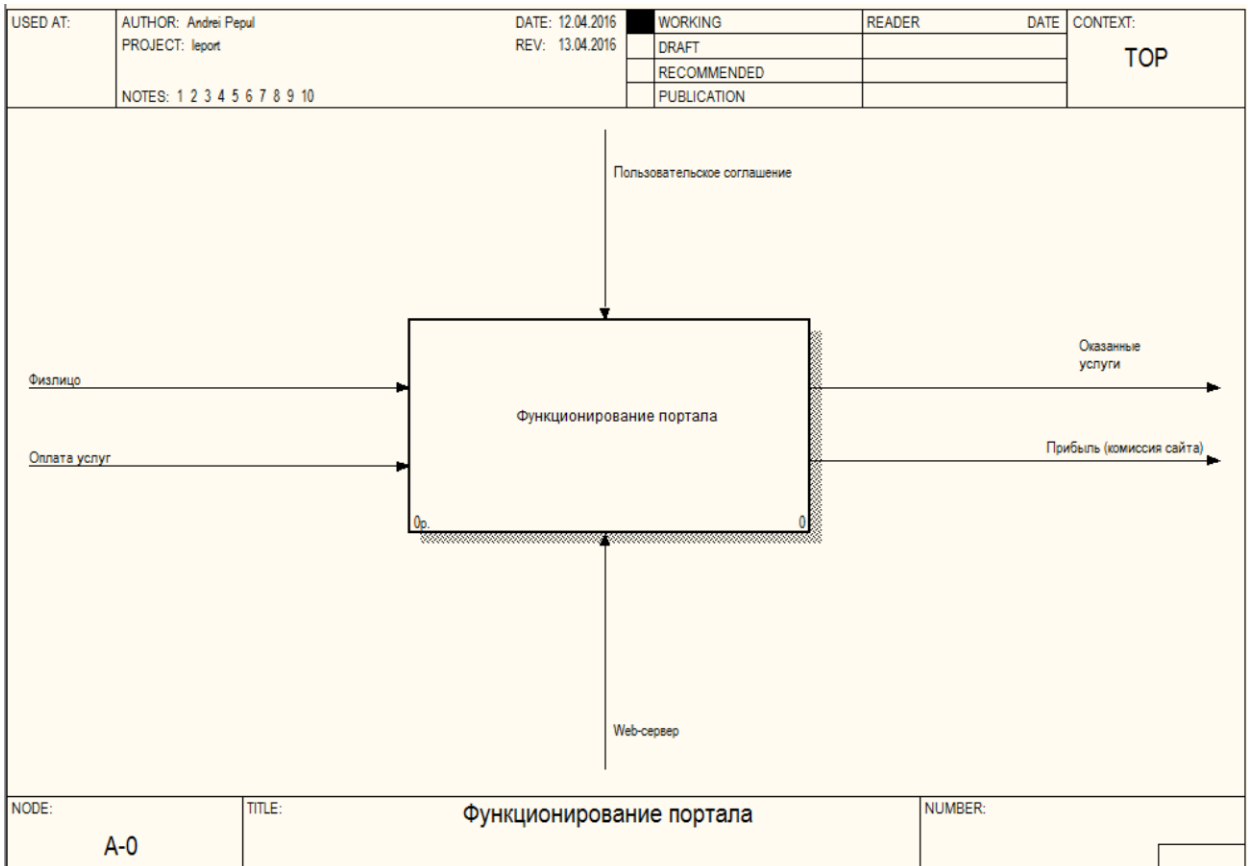 USED AT:
AUTHOR: Andrei Pepul
DATE: 12.04.2016
PROJECT: leport
REV: 13.04.2016
NOTES: 1 2 3 4 5 6 7 8 9 10
WORKING
DRAFT
RECOMMENDED
PUBLICATION
READER DATE
CONTEXT:
TOP
Пользовательское соглашение
Физлицо
Оплата услуг
Функционирование портала
0р. 0
Оказанные
услуги
Прибыль (комиссия сайта)
Web-сервер
NODE:
A-0
TITLE:
Функционирование портала
NUMBER: